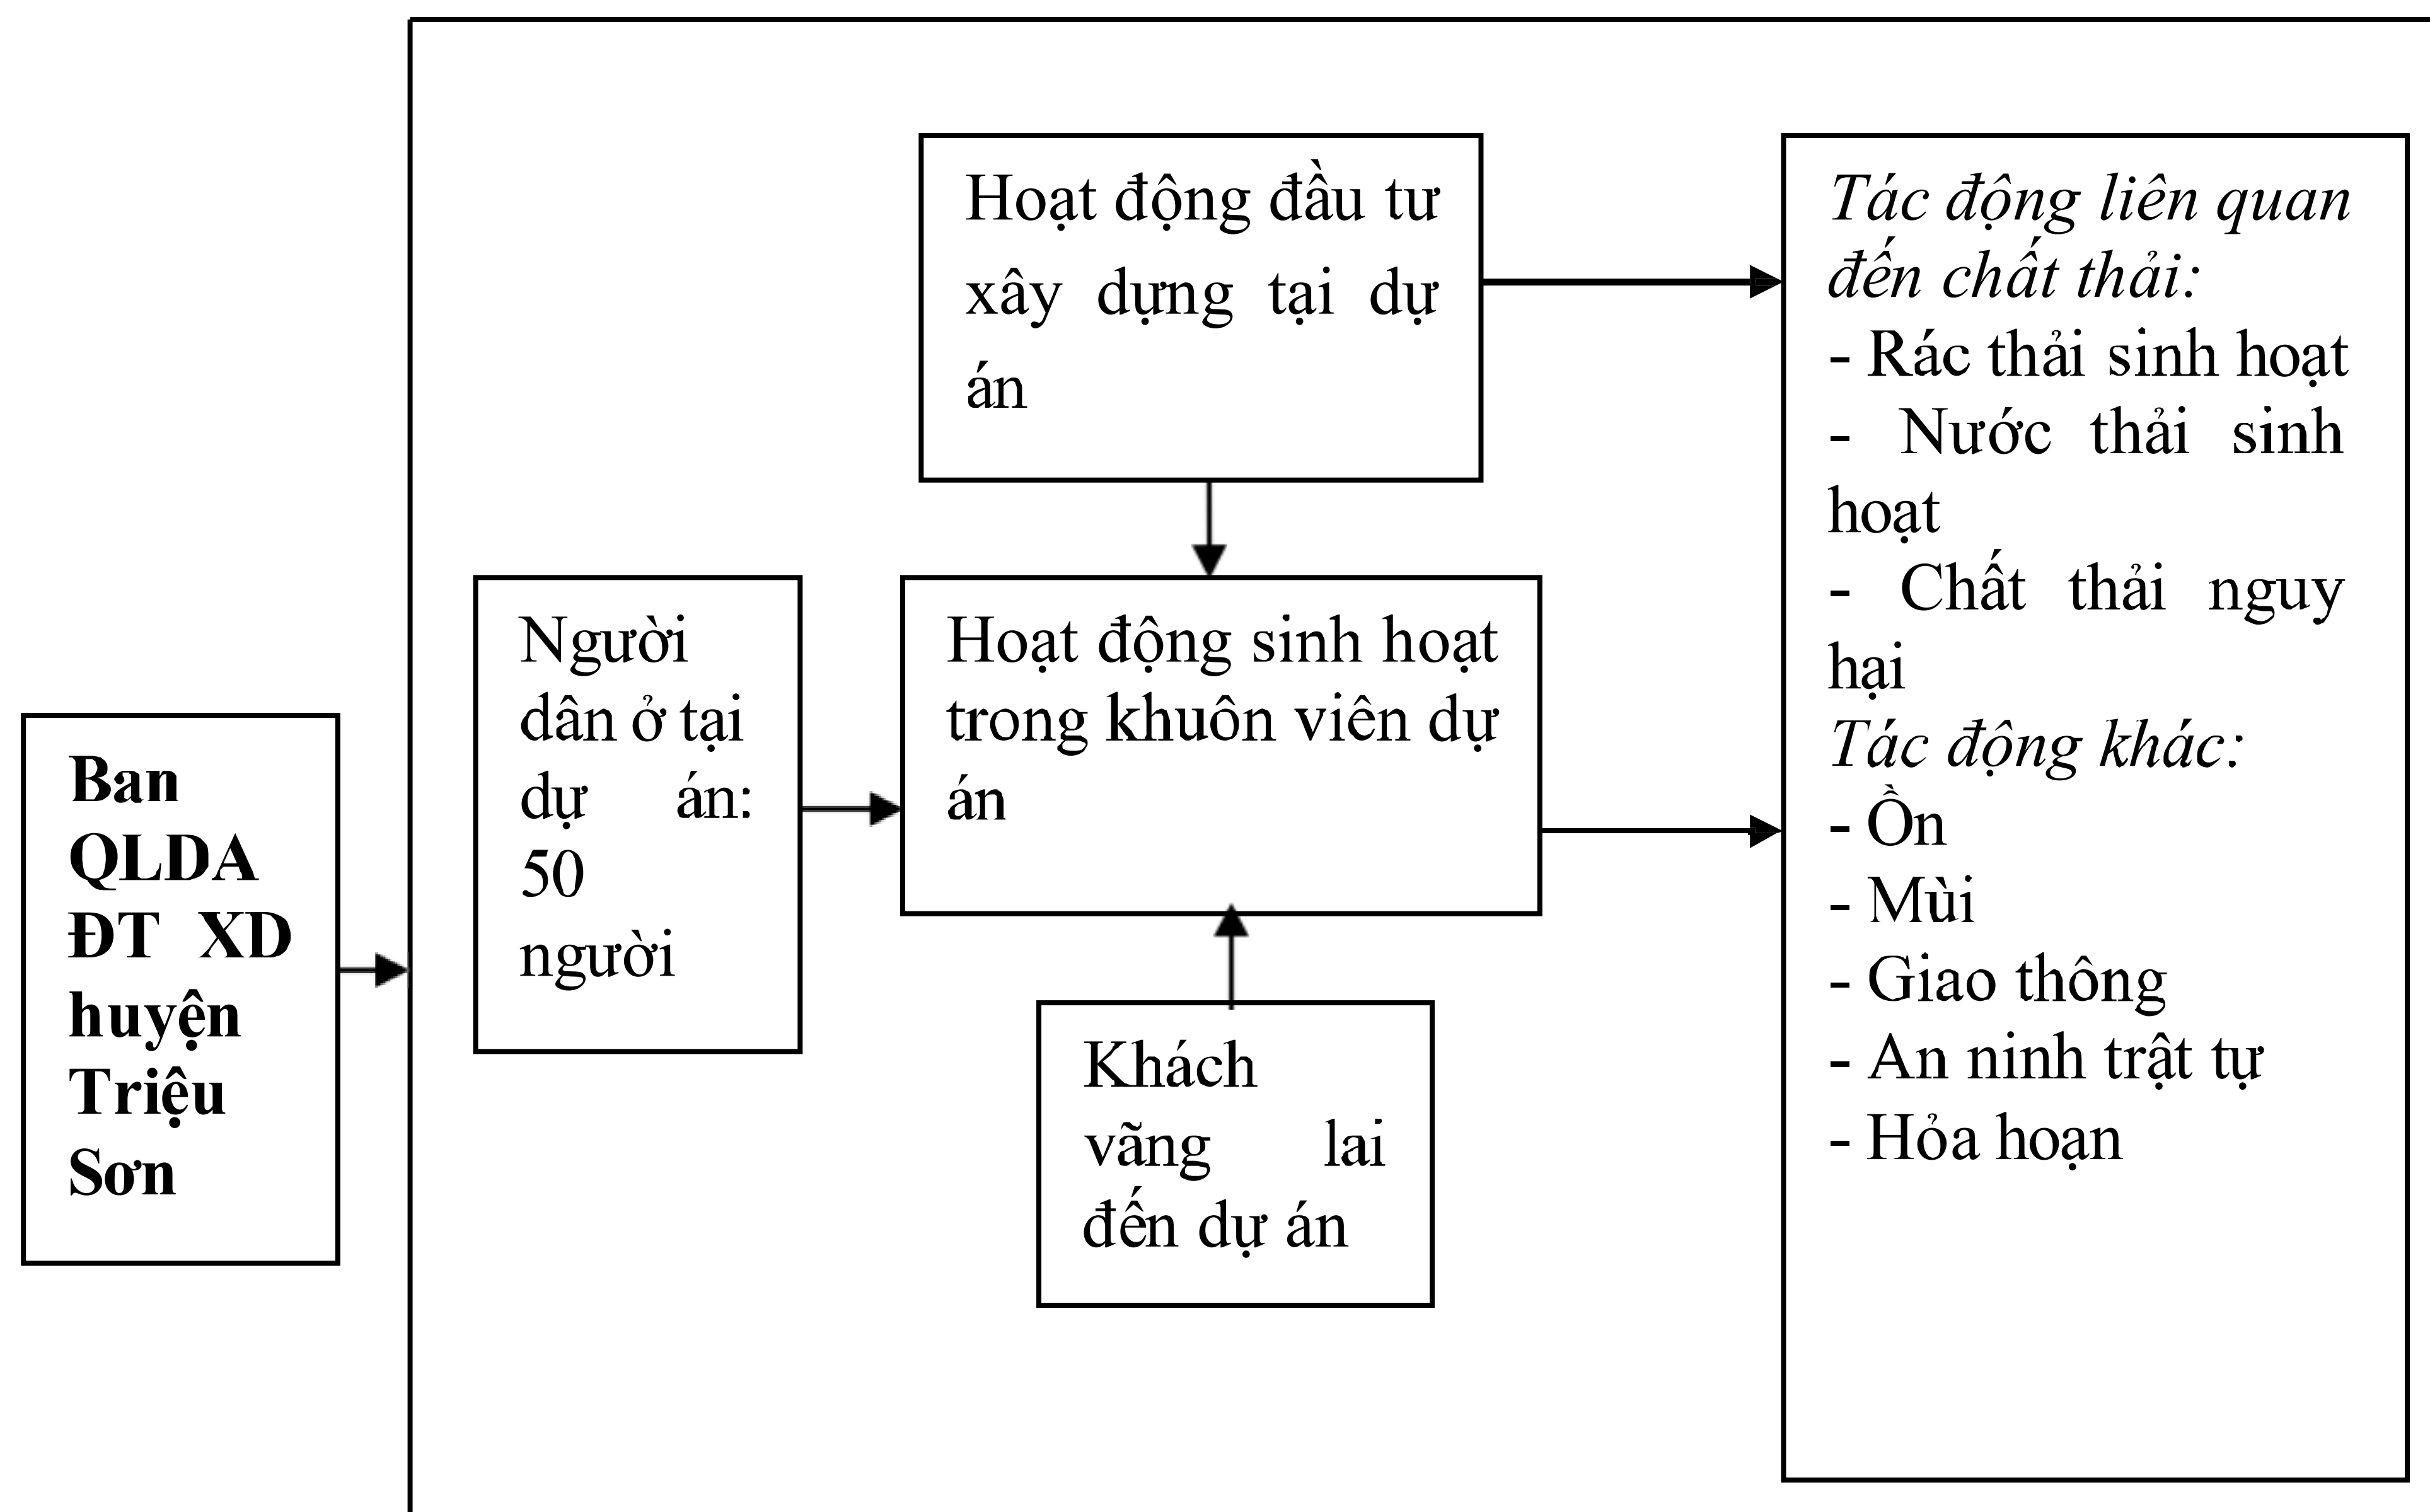 Ban
QLDA
ĐT XD
huyện
Triệu
Sơn
Người
dân ở tại
dự án:
50
người
Hoạt động đầu tư
xây dựng tại dự
án
Hoạt động sinh hoạt
trong khuôn viên dự
án
Khách
vãng lai
đến dự án
Tác động liên quan
đến chất thải:
- Rác thải sinh hoạt
- Nước thải sinh
hoạt
- Chất thải nguy
hại
Tác động khác:
- Ồn
- Mùi
- Giao thông
- An ninh trật tự
- Hỏa hoạn